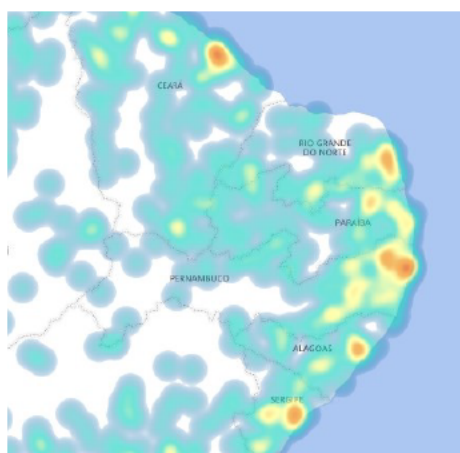 CEARÁ
RIO GRANDE
DO NORTE
PARAÍBA
PERNAMBUCO
ALAGOAS
SERGIPE